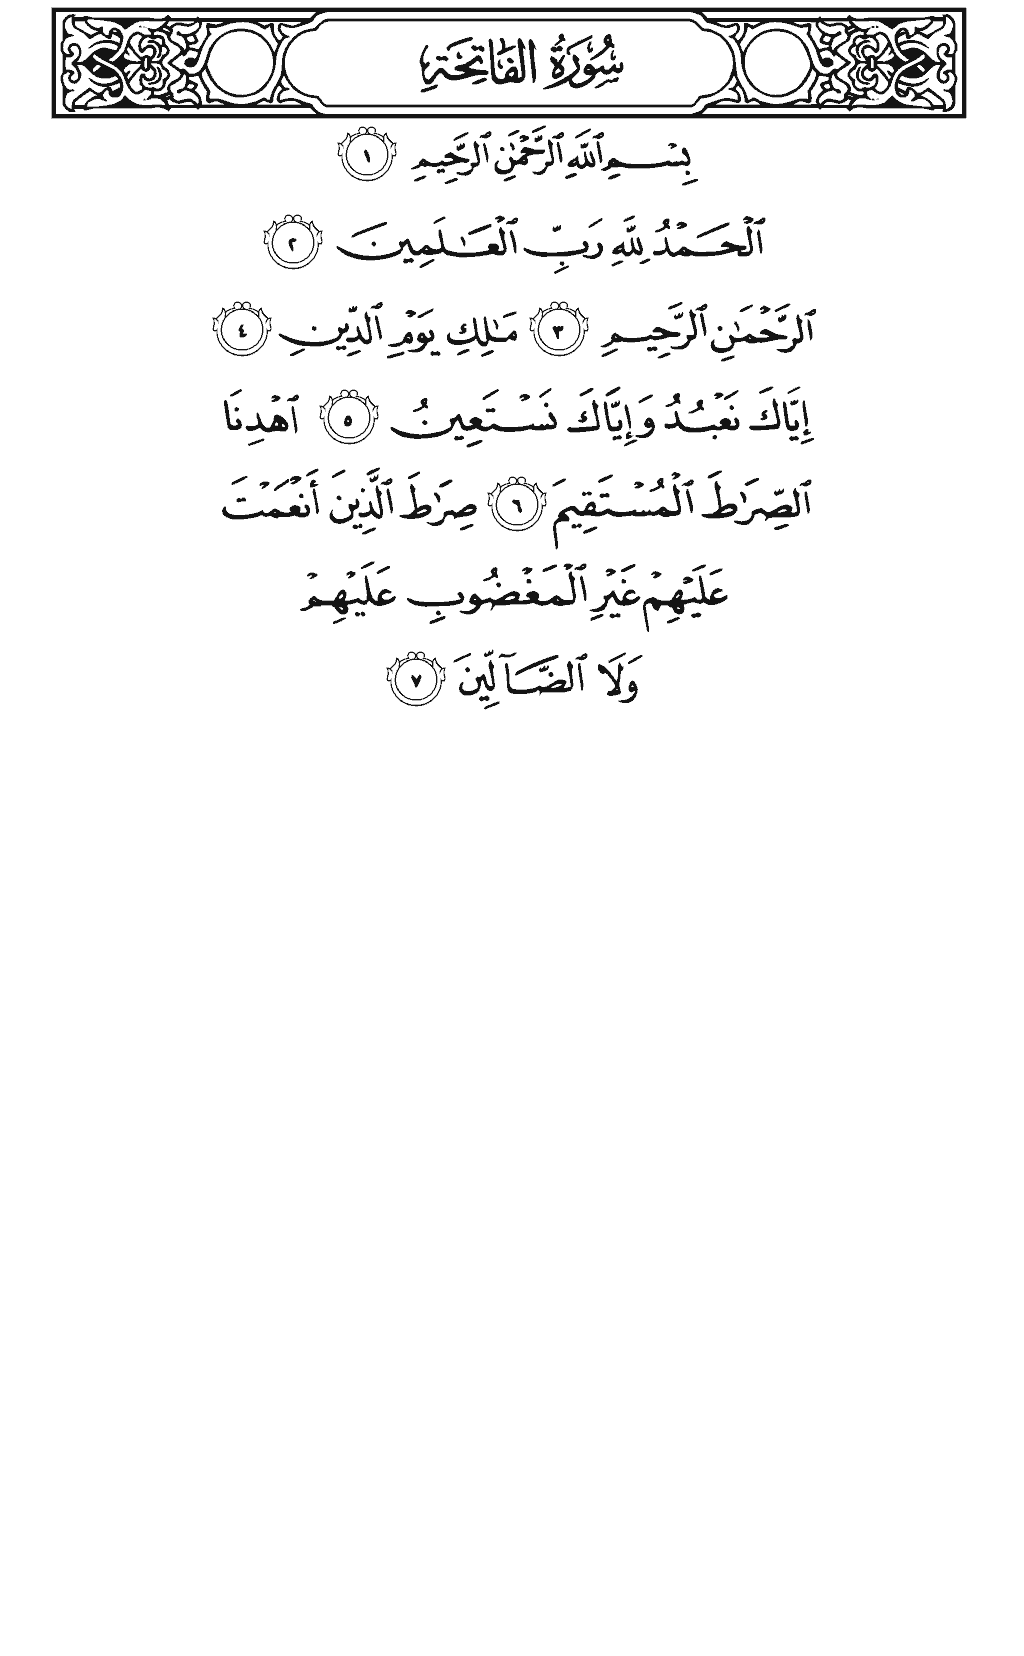 سُورَةُ الفَاتِحَةِ
بِسْمِ ٱللَّهِ ٱلرَّحْمَٰنِ ٱلرَّحِيمِ ١
ٱلْحَمْدُ لِلَّهِ رَبِّ ٱلْعَٰلَمِينَ ٢
ٱلرَّحْمَٰنِ ٱلرَّحِيمِ ٣ مَٰلِكِ يَوْمِ ٱلدِّينِ ٤
إِيَّاكَ نَعْبُدُ وَإِيَّاكَ نَسْتَعِينُ ٥ ٱهْدِنَا
ٱلصِّرَٰطَ ٱلْمُسْتَقِيمَ ٦ صِرَٰطَ ٱلَّذِينَ أَنْعَمْتَ
عَلَيْهِمْ غَيْرِ ٱلْمَغْضُوبِ عَلَيْهِمْ
وَلَا ٱلضَّآلِّينَ ٧